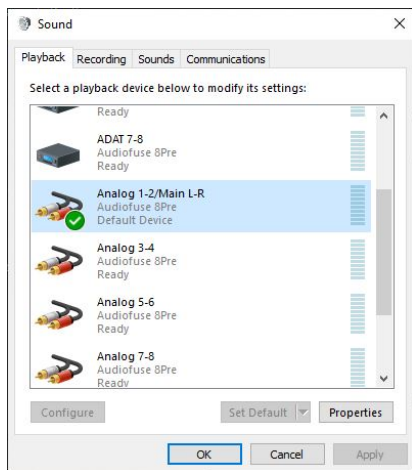 Sound
Playback Recording Sounds Communications
Select a playback device below to modify its settings:
Ready
ADAT 7-8
Audiofuse 8Pre
Ready
Analog 1-2/Main L-R
Audiofuse 8Pre
Default Device
Analog 3-4
Audiofuse 8Pre
Ready
Analog 5-6
Audiofuse 8Pre
Ready
Analog 7-8
Audiofuse 8Pre
Ready
Configure Set Default Properties
OK Cancel Apply